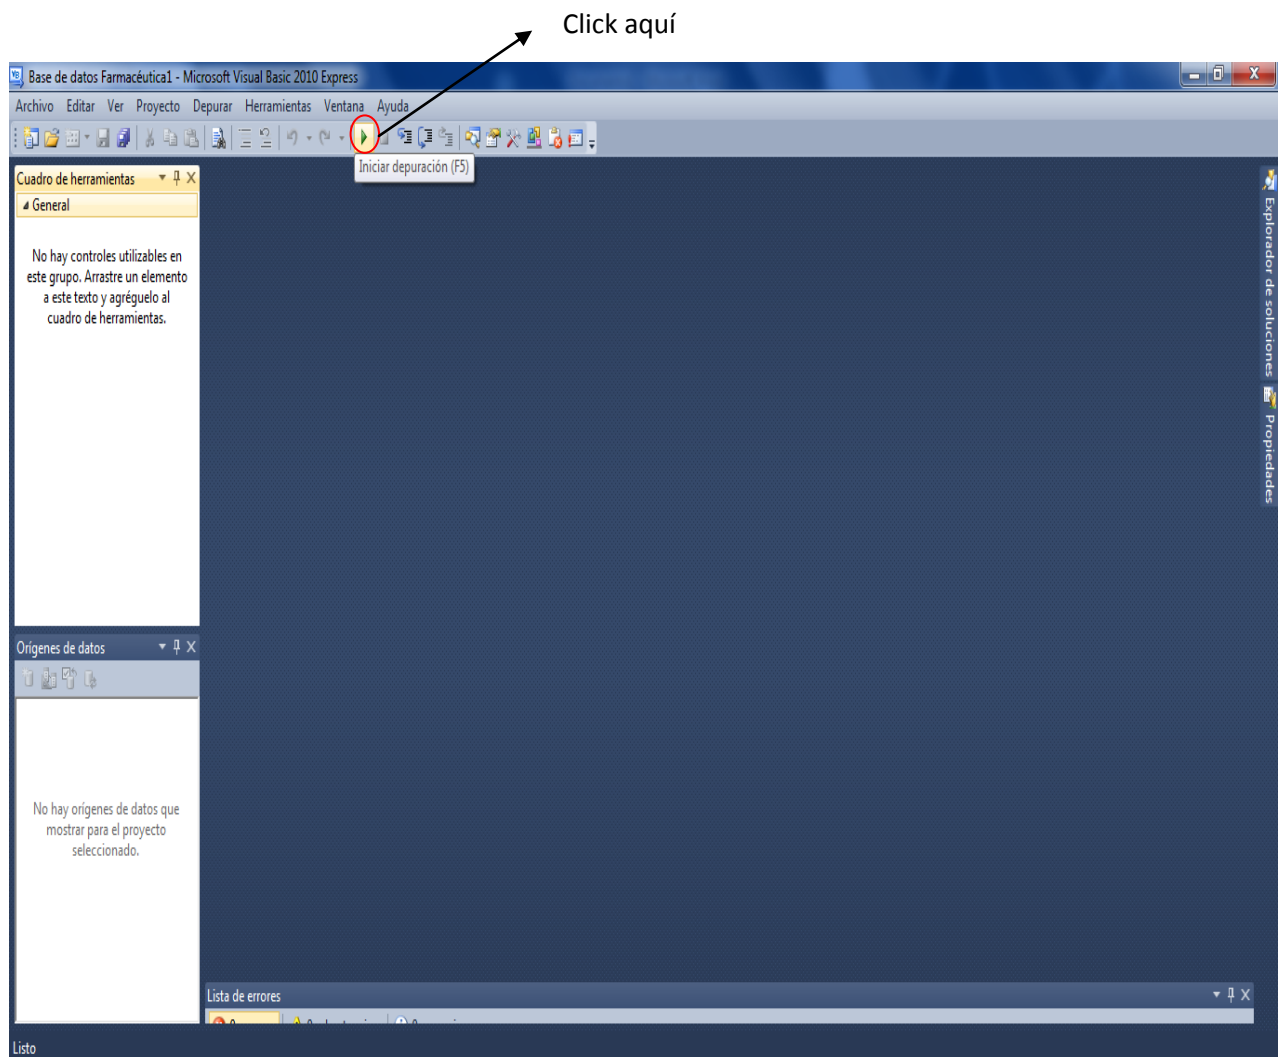 Click aquí
Base de datos Farmacéutica1 - Microsoft Visual Basic 2010 Express
Archivo Editar Ver Proyecto Depurar Herramientas Ventana Ayuda
Iniciar depuración (F5)
Cuadro de herramientas
General
No hay controles utilizables en
este grupo. Arrastre un elemento
a este texto y agréguelo al
cuadro de herramientas.
Explorador de soluciones
Propiedades
Orígenes de datos
No hay orígenes de datos que
mostrar para el proyecto
seleccionado.
Lista de errores
Listo